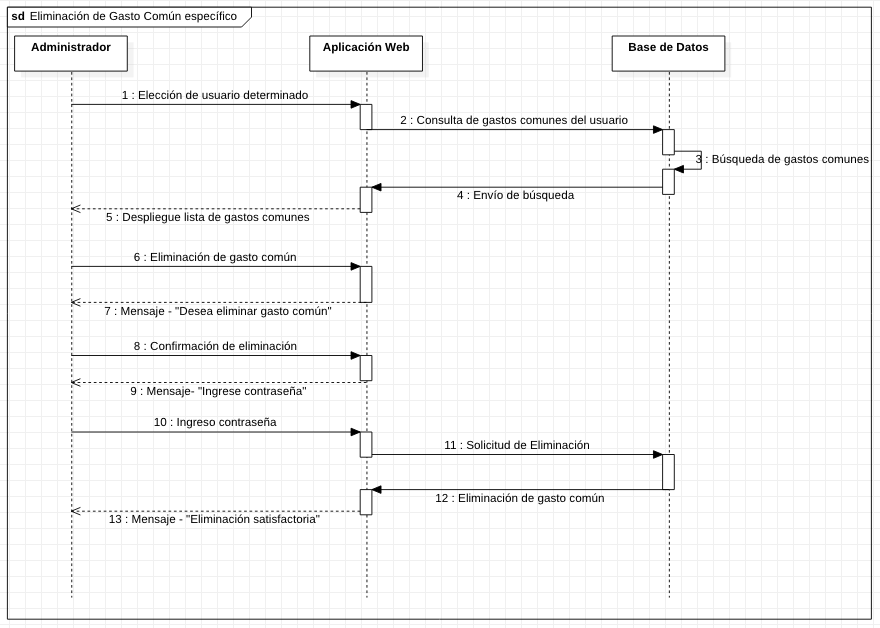 sd Eliminación de Gasto Común específico
Administrador
Aplicación Web
Base de Datos
1 : Elección de usuario determinado
2 : Consulta de gastos comunes del usuario
3 : Búsqueda de gastos comunes
4 : Envío de búsqueda
5 : Despliegue lista de gastos comunes
6 : Eliminación de gasto común
7 : Mensaje - "Desea eliminar gasto común"
8 : Confirmación de eliminación
9 : Mensaje- "Ingrese contraseña"
10 : Ingreso contraseña
11 : Solicitud de Eliminación
12 : Eliminación de gasto común
13 : Mensaje - "Eliminación satisfactoria"